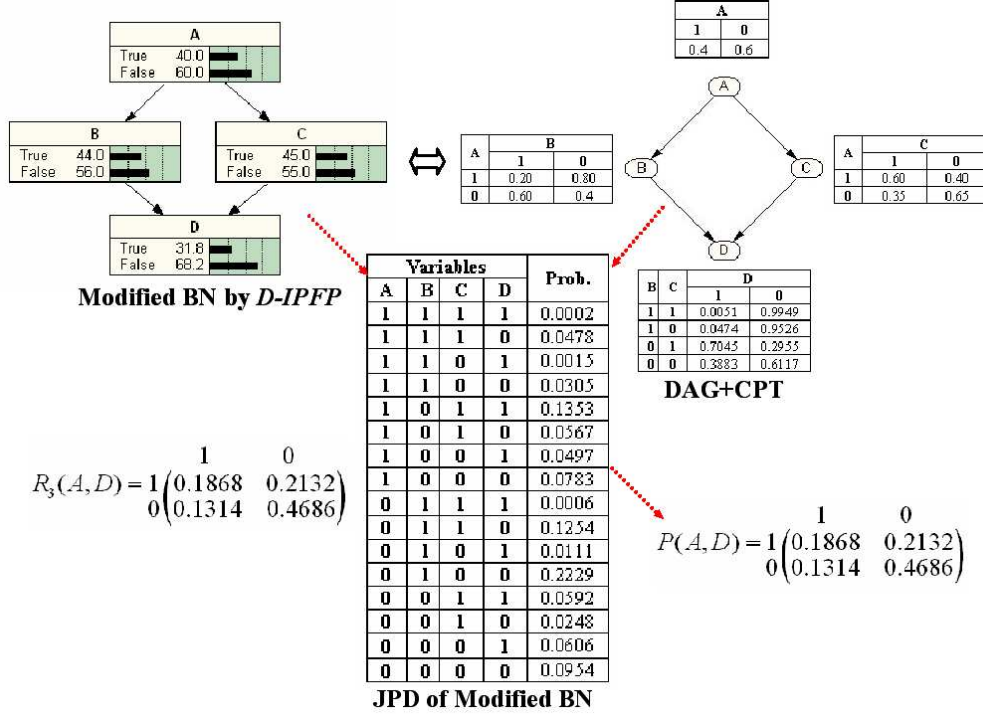 A
True 40.0
False 60.0
B
True 44.0
False 56.0
C
True 45.0
False 55.0
D
True 31.8
False 68.2
Modified BN by D-IPFP
A
1 0
0.4 0.6
A B
1 0
1 0.20 0.80
0 0.60 0.4
A
B
C
D
A C
1 0
1 0.60 0.40
0 0.35 0.65
B C D
1 0
1 1 0.0051 0.9949
1 0 0.0474 0.9526
0 1 0.7045 0.2955
0 0 0.3883 0.6117
DAG+CPT
Variables Prob.
A B C D
1 1 1 1 0.0002
1 1 1 0 0.0478
1 1 0 1 0.0015
1 1 0 0 0.0305
1 0 1 1 0.1353
1 0 1 0 0.0567
1 0 0 1 0.0497
1 0 0 0 0.0783
0 1 1 1 0.0006
0 1 1 0 0.1254
0 1 0 1 0.0111
0 1 0 0 0.2229
0 0 1 1 0.0592
0 0 1 0 0.0248
0 0 0 1 0.0606
0 0 0 0 0.0954
JPD of Modified BN
1 0
R₃(A,D) = 1 (0.1868 0.2132
0 0.1314 0.4686)
1 0
P(A,D) = 1 (0.1868 0.2132
0 0.1314 0.4686)